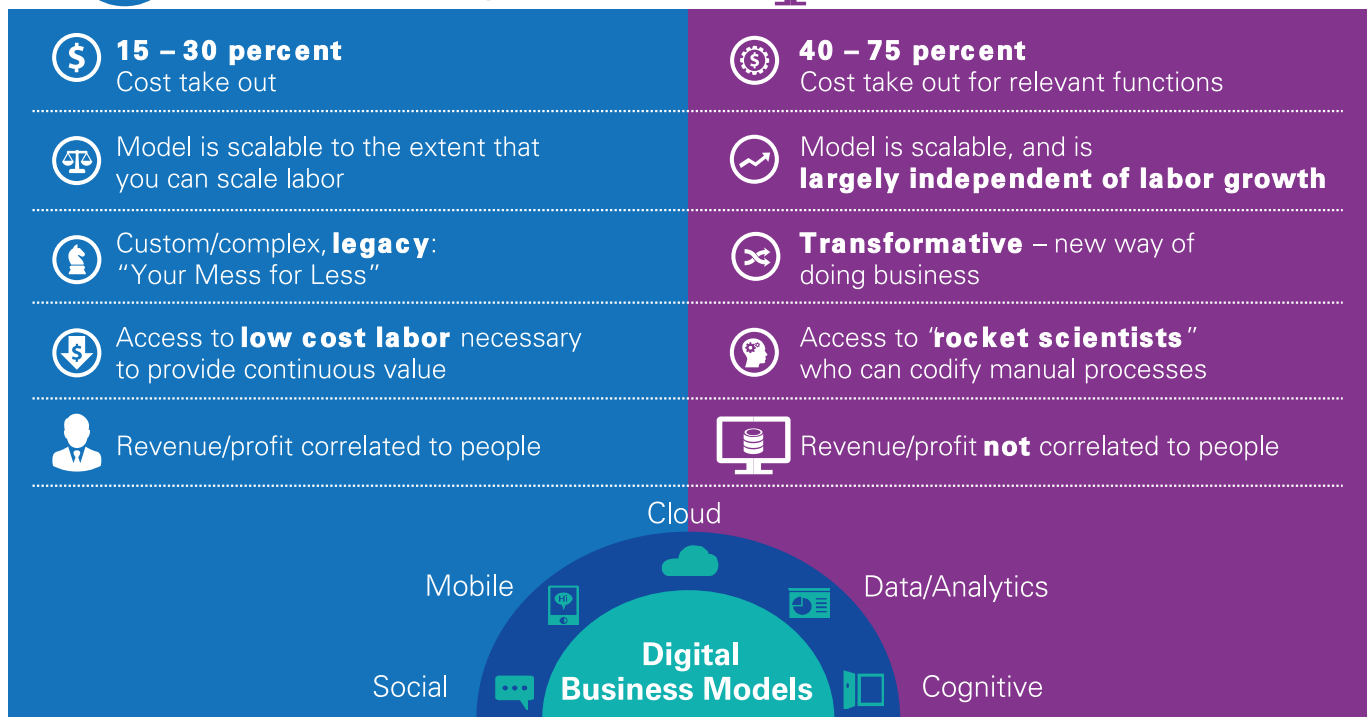 15 – 30 percent
Cost take out
Model is scalable to the extent that
you can scale labor
Custom/complex, legacy:
"Your Mess for Less"
Access to low cost labor necessary
to provide continuous value
Revenue/profit correlated to people
40 – 75 percent
Cost take out for relevant functions
Model is scalable, and is
largely independent of labor growth
Transformative – new way of
doing business
Access to "rocket scientists"
who can codify manual processes
Revenue/profit not correlated to people
Cloud
Mobile
Hi
Data/Analytics
Social
Digital
Business Models
Cognitive